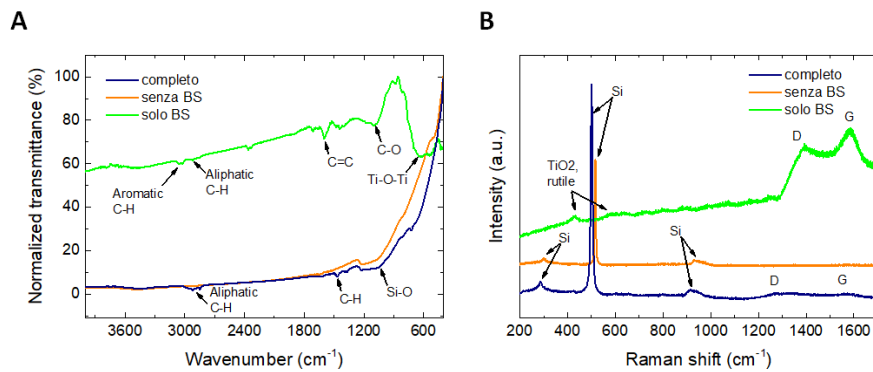 A
Normalized transmittance (%)
100
80
60
40
20
0
completo
senza BS
solo BS
Aromatic
C-H
Aliphatic
C-H
C=C
C-O
Ti-O-Ti
Aliphatic
C-H
C-H
Si-O
3600
3000
2400
1800
1200
600
Wavenumber (cm⁻¹)
B
Intensity (a.u.)
completo
senza BS
solo BS
Si
D
G
TiO2,
rutile
Si
Si
D
G
200
400
600
800
1000
1200
1400
1600
Raman shift (cm⁻¹)